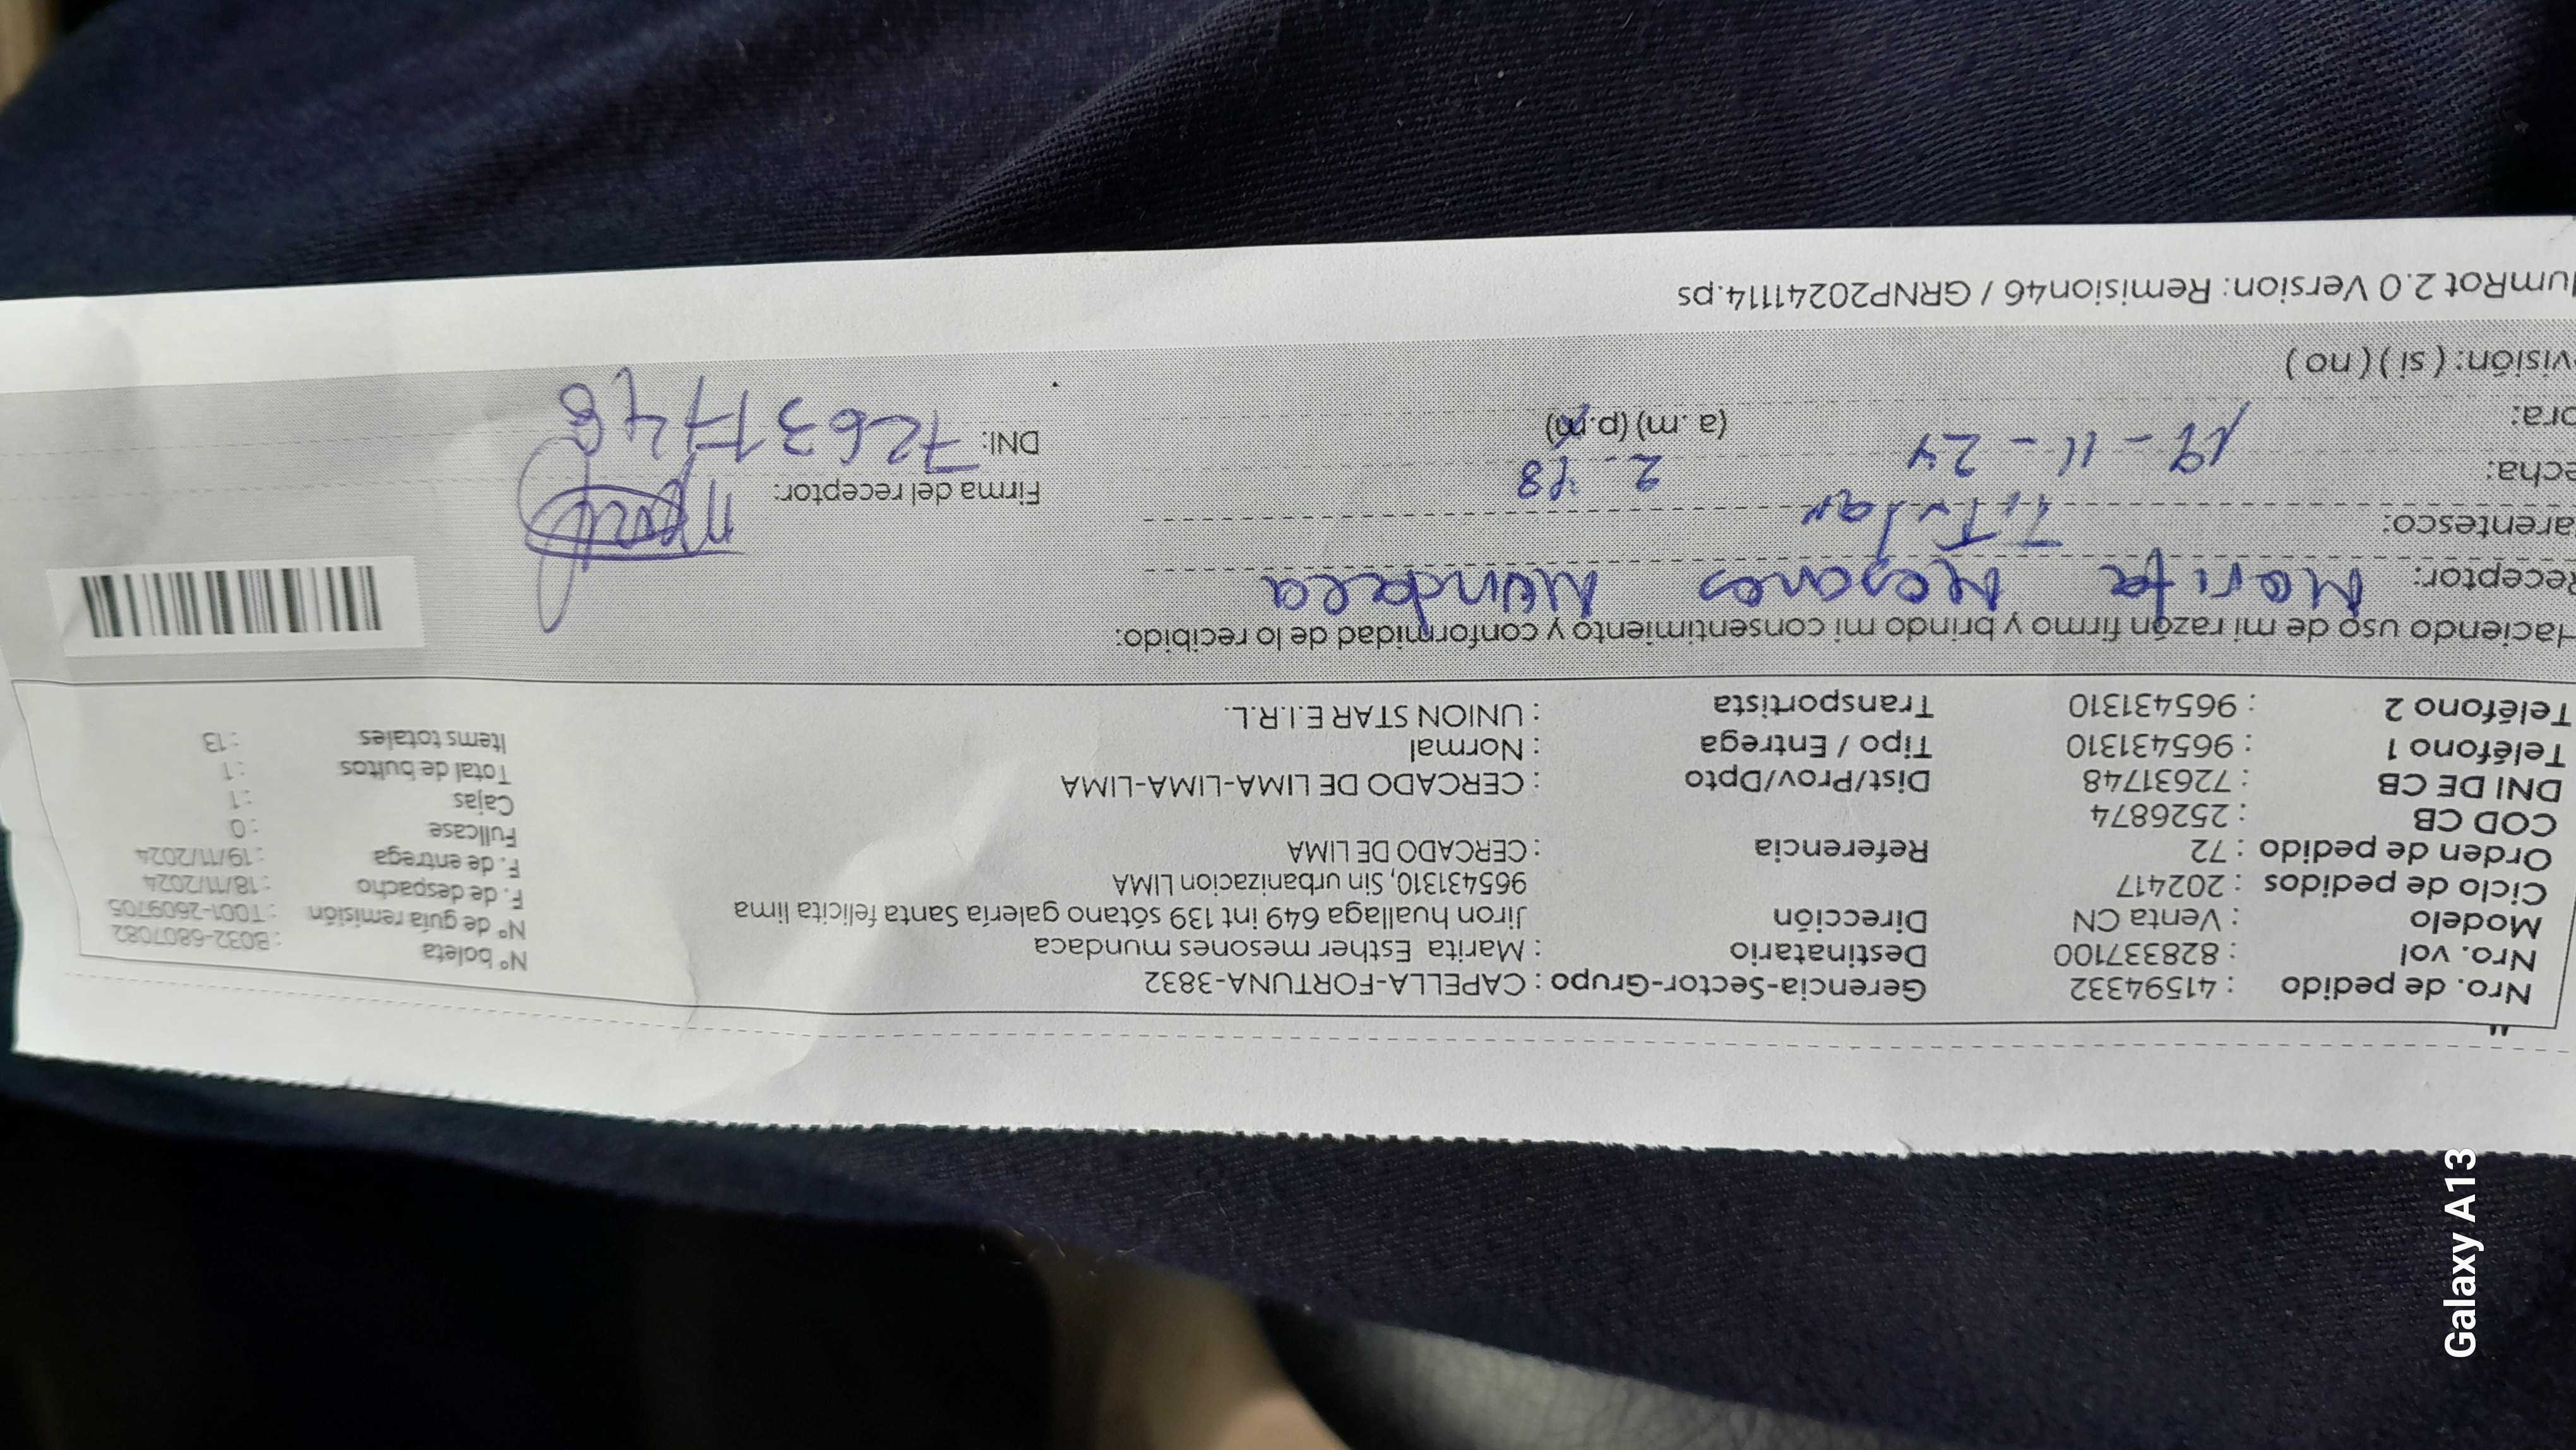 Nro. de pedido : 41594332 Gerencia-Sector-Grupo : CAPELLA-FORTUNA-3832
Nro. vol : 828337100 Destinatario : Marita Esther mesones mundaca Nº boleta : B032-6807082
Modelo : Venta CN Dirección Jiron huallaga 649 int 139 sótano galería Santa felicita lima Nº de guía remisión : T001-2609705
Ciclo de pedidos : 202417 965431310, Sin urbanizacion LIMA F. de despacho : 18/11/2024
Orden de pedido : 72 Referencia : CERCADO DE LIMA F. de entrega : 19/11/2024
COD CB : 2526874 Fullcase : 0
DNI DE CB : 72631748 Dist/Prov/Dpto : CERCADO DE LIMA-LIMA-LIMA Cajas : 1
Teléfono 1 : 965431310 Tipo / Entrega : Normal Total de bultos : 1
Teléfono 2 : 965431310 Transportista : UNION STAR E.I.R.L. Items totales : 13
Haciendo uso de mi razón firmo y brindo mi consentimiento y conformidad de lo recibido:
Receptor: Marita Mesones Mundaca
arentesco: Titular
echa: 19-11-24 Firma del receptor:
ora: 2:48 (a.m) (p.m) DNI: 72631748
visión: ( si ) ( no )
umRot 2.0 Version: Remision46 / GRNP20241114.ps
Galaxy A13